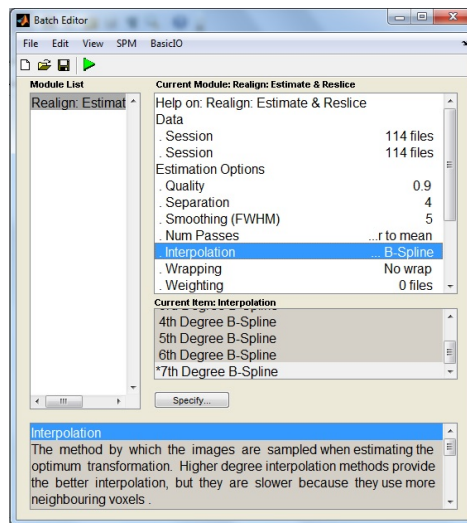 Batch Editor
File Edit View SPM BasicIO
Module List
Realign: Estimat
Current Module: Realign: Estimate & Reslice
Help on: Realign: Estimate & Reslice
Data
. Session 114 files
. Session 114 files
Estimation Options
. Quality 0.9
. Separation 4
. Smoothing (FWHM) 5
. Num Passes ...r to mean
. Interpolation ... B-Spline
. Wrapping No wrap
. Weighting 0 files
Current Item: Interpolation
3rd Degree B-Spline
4th Degree B-Spline
5th Degree B-Spline
6th Degree B-Spline
*7th Degree B-Spline
Specify...
Interpolation
The method by which the images are sampled when estimating the
optimum transformation. Higher degree interpolation methods provide
the better interpolation, but they are slower because they use more
neighbouring voxels .